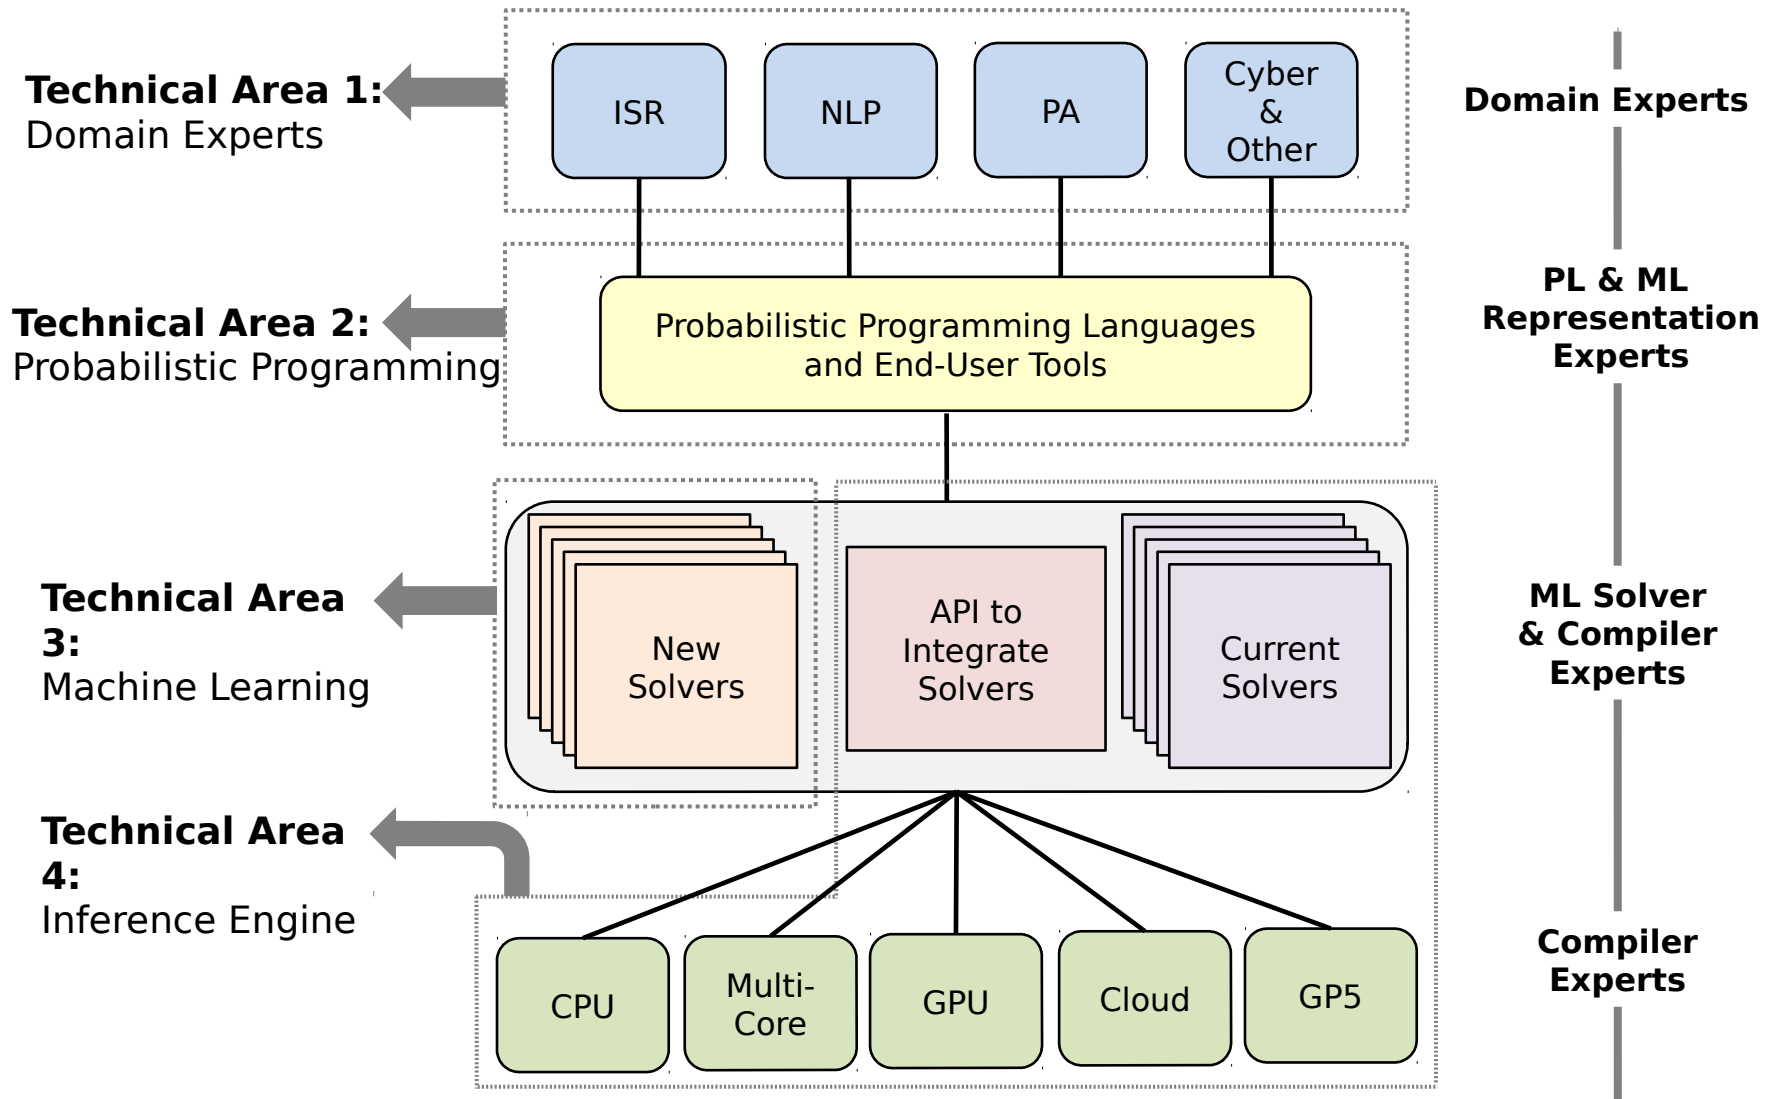 Technical Area 1:
Domain Experts
ISR
NLP
PA
Cyber
&
Other
Domain Experts
Technical Area 2:
Probabilistic Programming
Probabilistic Programming Languages
and End-User Tools
PL & ML
Representation
Experts
Technical Area
3:
Machine Learning
New
Solvers
API to
Integrate
Solvers
Current
Solvers
ML Solver
& Compiler
Experts
Technical Area
4:
Inference Engine
CPU
Multi-
Core
GPU
Cloud
GP5
Compiler
Experts